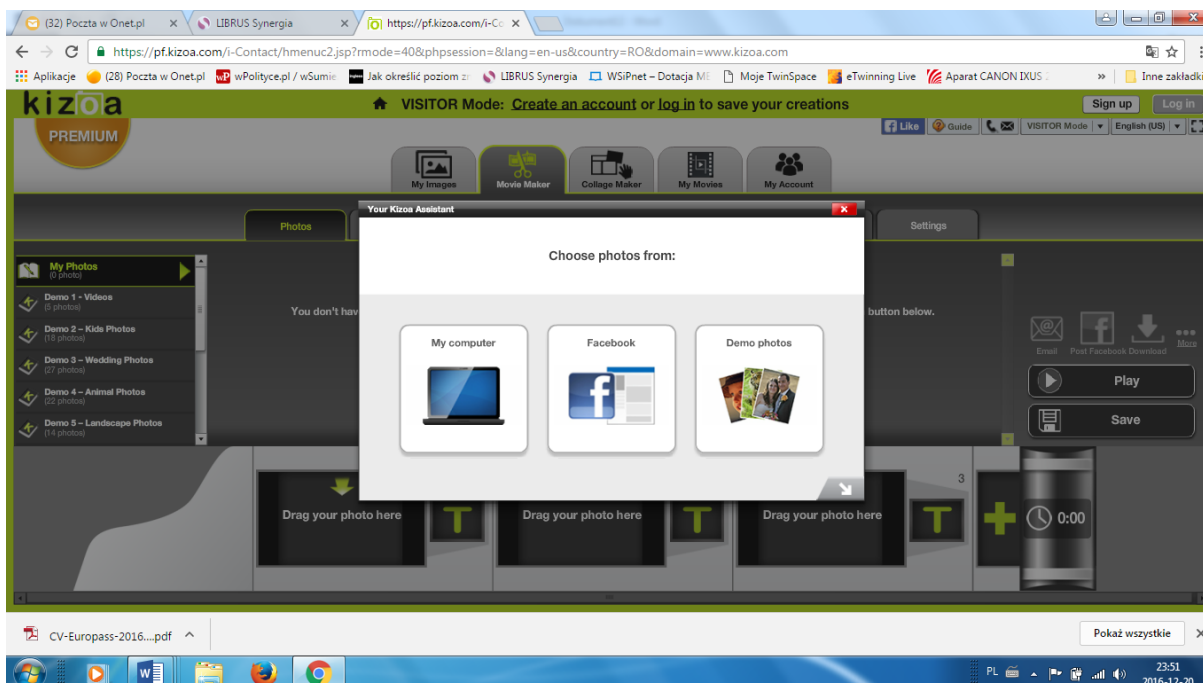 (32) Poczta w Onet.pl
LIBRUS Synergia
https://pf.kizoa.com/i-Co
https://pf.kizoa.com/i-Contact/hmenuc2.jsp?rmode=40&phpsession=&lang=en-us&country=RO&domain=www.kizoa.com
Aplikacje (28) Poczta w Onet.pl wPolityce.pl / wSumie Jak określić poziom z LIBRUS Synergia WSiPnet – Dotacja ME Moje TwinSpace eTwinning Live Aparat CANON IXUS » Inne zakładki
kizoa
PREMIUM
VISITOR Mode: Create an account or log in to save your creations
Sign up
Log in
Like
Guide
VISITOR Mode
English (US)
My Images
Movie Maker
Collage Maker
My Movies
My Account
Photos
Settings
Your Kizoa Assistant
Choose photos from:
My computer
Facebook
Demo photos
My Photos
(0 photo)
Demo 1 - Videos
(5 photos)
Demo 2 – Kids Photos
(18 photos)
Demo 3 – Wedding Photos
(27 photos)
Demo 4 – Animal Photos
(22 photos)
Demo 5 – Landscape Photos
(14 photos)
You don't hav
button below.
Email
Post Facebook
Download
More
Play
Save
Drag your photo here
T
Drag your photo here
T
Drag your photo here
3
T
0:00
CV-Europass-2016....pdf
Pokaż wszystkie
PL
23:51
2016-12-20